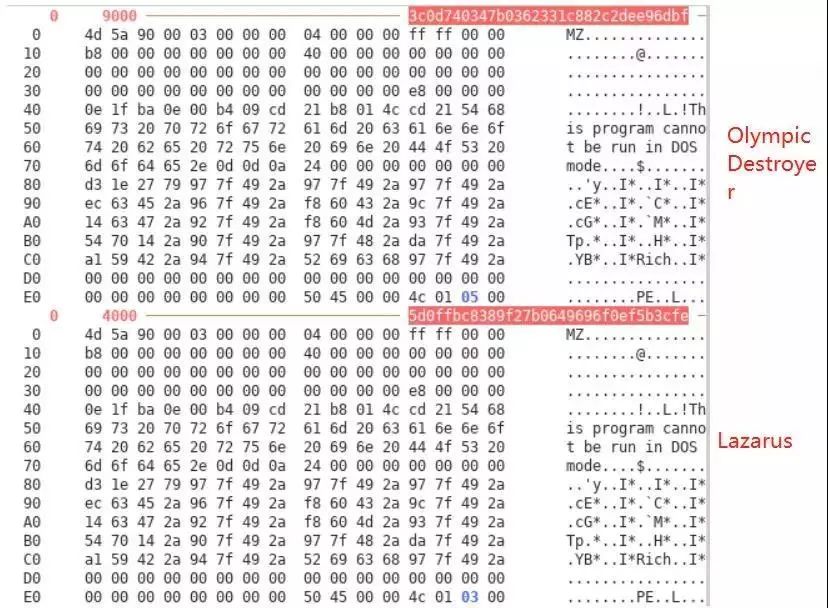 0 9000 3c0d740347b0362331c882c2dee96dbf
0 4d 5a 90 00 03 00 00 00 04 00 00 00 ff ff 00 00 MZ..............
10 b8 00 00 00 00 00 00 00 40 00 00 00 00 00 00 00 ........@.......
20 00 00 00 00 00 00 00 00 00 00 00 00 00 00 00 00 ................
30 00 00 00 00 00 00 00 00 00 00 00 00 e8 00 00 00 ................
40 0e 1f ba 0e 00 b4 09 cd 21 b8 01 4c cd 21 54 68 ........!..L.!Th
50 69 73 20 70 72 6f 67 72 61 6d 20 63 61 6e 6e 6f is program canno
60 74 20 62 65 20 72 75 6e 20 69 6e 20 44 4f 53 20 t be run in DOS
70 6d 6f 64 65 2e 0d 0d 0a 24 00 00 00 00 00 00 00 mode....$.......
80 d3 1e 27 79 97 7f 49 2a 97 7f 49 2a 97 7f 49 2a ..'y..I*..I*..I*
90 ec 63 45 2a 96 7f 49 2a f8 60 43 2a 9c 7f 49 2a .cE*..I*.`C*..I*
A0 14 63 47 2a 92 7f 49 2a f8 60 4d 2a 93 7f 49 2a .cG*..I*.`M*..I*
B0 54 70 14 2a 90 7f 49 2a 97 7f 48 2a da 7f 49 2a Tp.*..I*..H*..I*
C0 a1 59 42 2a 94 7f 49 2a 52 69 63 68 97 7f 49 2a .YB*..I*Rich..I*
D0 00 00 00 00 00 00 00 00 00 00 00 00 00 00 00 00 ................
E0 00 00 00 00 00 00 00 00 50 45 00 00 4c 01 05 00 ........PE..L...
Olympic
Destroye
r
0 4000 5d0ffbc8389f27b0649696f0ef5b3cfe
0 4d 5a 90 00 03 00 00 00 04 00 00 00 ff ff 00 00 MZ..............
10 b8 00 00 00 00 00 00 00 40 00 00 00 00 00 00 00 ........@.......
20 00 00 00 00 00 00 00 00 00 00 00 00 00 00 00 00 ................
30 00 00 00 00 00 00 00 00 00 00 00 00 e8 00 00 00 ................
40 0e 1f ba 0e 00 b4 09 cd 21 b8 01 4c cd 21 54 68 ........!..L.!Th
50 69 73 20 70 72 6f 67 72 61 6d 20 63 61 6e 6e 6f is program canno
60 74 20 62 65 20 72 75 6e 20 69 6e 20 44 4f 53 20 t be run in DOS
70 6d 6f 64 65 2e 0d 0d 0a 24 00 00 00 00 00 00 00 mode....$.......
80 d3 1e 27 79 97 7f 49 2a 97 7f 49 2a 97 7f 49 2a ..'y..I*..I*..I*
90 ec 63 45 2a 96 7f 49 2a f8 60 43 2a 9c 7f 49 2a .cE*..I*.`C*..I*
A0 14 63 47 2a 92 7f 49 2a f8 60 4d 2a 93 7f 49 2a .cG*..I*.`M*..I*
B0 54 70 14 2a 90 7f 49 2a 97 7f 48 2a da 7f 49 2a Tp.*..I*..H*..I*
C0 a1 59 42 2a 94 7f 49 2a 52 69 63 68 97 7f 49 2a .YB*..I*Rich..I*
D0 00 00 00 00 00 00 00 00 00 00 00 00 00 00 00 00 ................
E0 00 00 00 00 00 00 00 00 50 45 00 00 4c 01 03 00 ........PE..L...
Lazarus